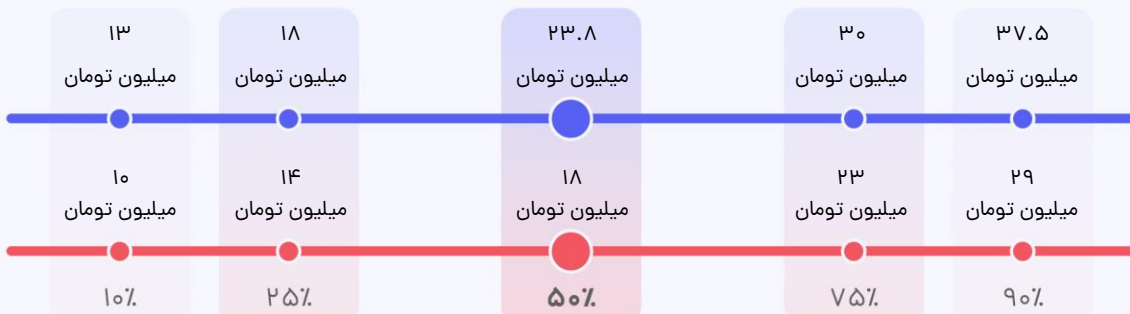 ۱۳ ۱۸ ۲۳.۸ ۳۰ ۳۷.۵
میلیون تومان میلیون تومان میلیون تومان میلیون تومان میلیون تومان
۱۰ ۱۴ ۱۸ ۲۳ ۲۹
میلیون تومان میلیون تومان میلیون تومان میلیون تومان میلیون تومان
۱۰٪ ۲۵٪ ۵۰٪ ۷۵٪ ۹۰٪